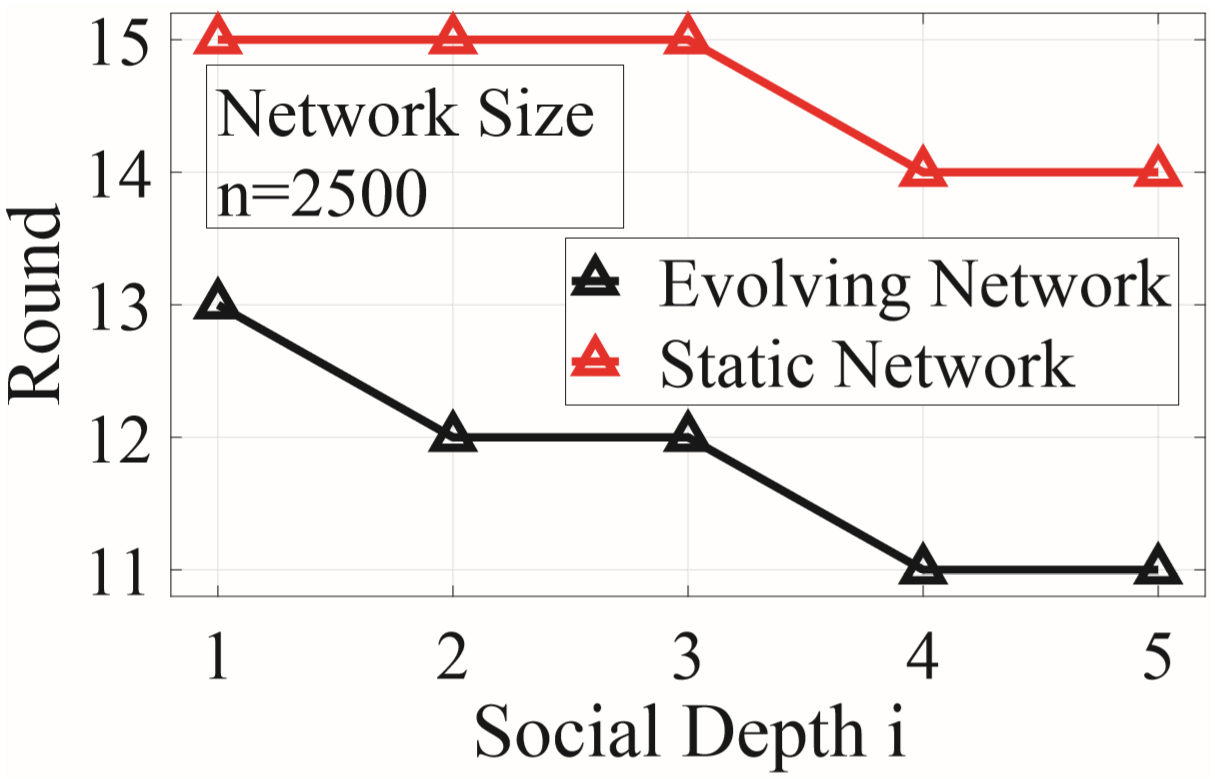 15
14
13
12
11
Round
Network Size
n=2500
Evolving Network
Static Network
1 2 3 4 5
Social Depth i